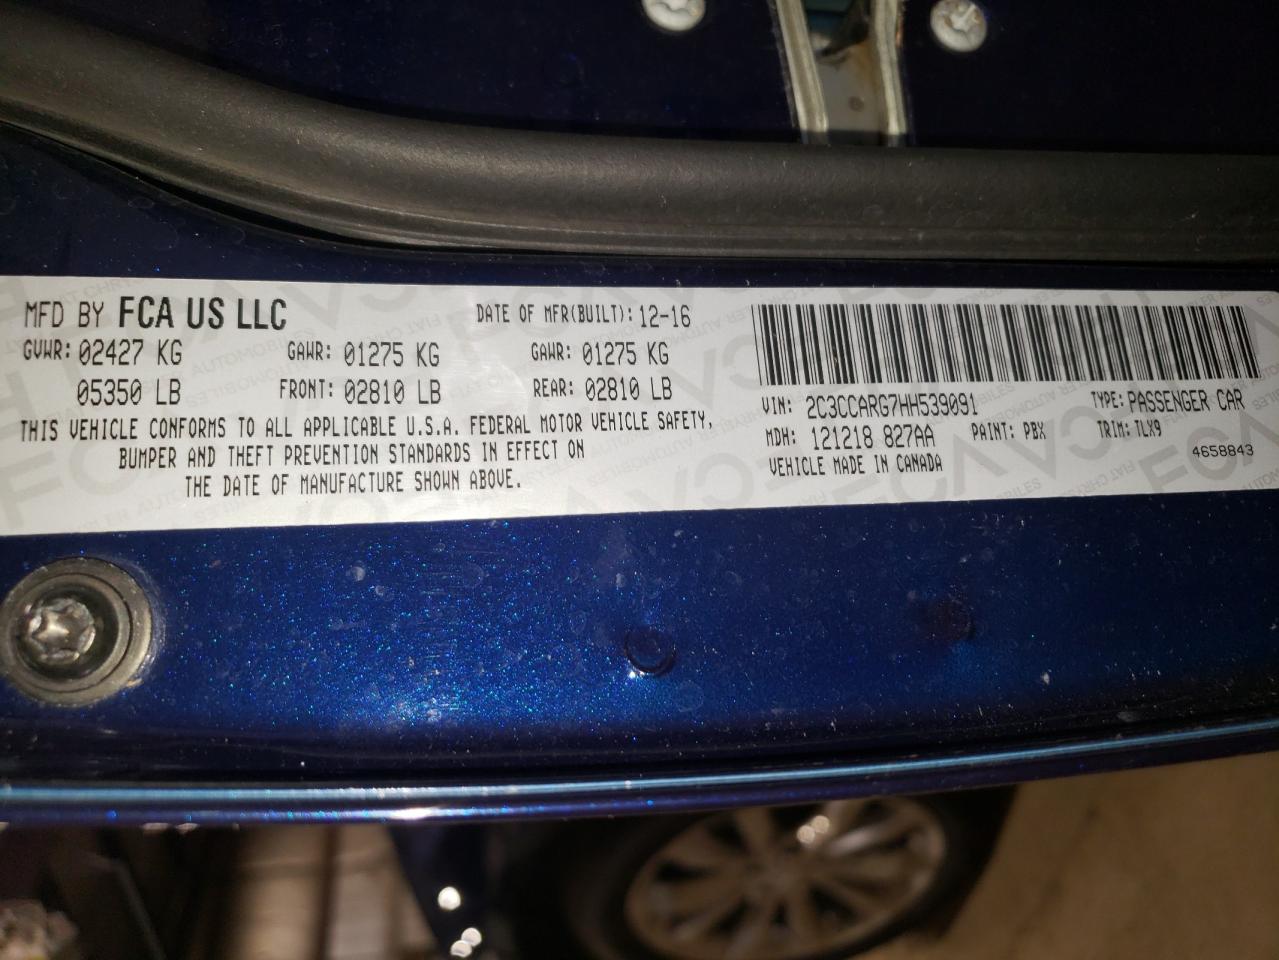 MFD BY FCA US LLC DATE OF MFR(BUILT): 12-16
GVWR: 02427 KG GAWR: 01275 KG GAWR: 01275 KG
05350 LB FRONT: 02810 LB REAR: 02810 LB
THIS VEHICLE CONFORMS TO ALL APPLICABLE U.S.A. FEDERAL MOTOR VEHICLE SAFETY,
BUMPER AND THEFT PREVENTION STANDARDS IN EFFECT ON
THE DATE OF MANUFACTURE SHOWN ABOVE.
VIN: 2C3CCARG7HH539091 TYPE: PASSENGER CAR
MDH: 121218 827AA PAINT: PBX TRIM: TLX9
VEHICLE MADE IN CANADA 4658843